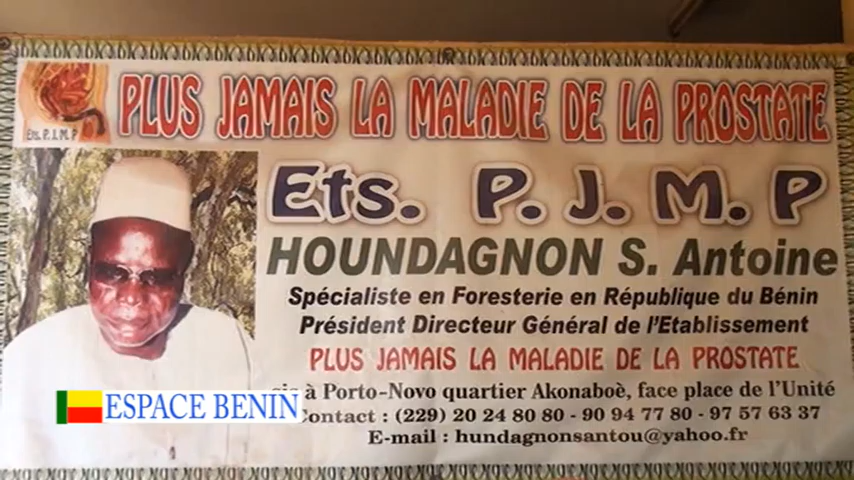 PLUS JAMAIS LA MALADIE DE LA PROSTATE
Ets. P.J.M.P
Ets. P. J. M. P
HOUNDAGNON S. Antoine
Spécialiste en Foresterie en République du Bénin
Président Directeur Général de l'Etablissement
PLUS JAMAIS LA MALADIE DE LA PROSTATE
sis à Porto-Novo quartier Akonaboè, face place de l'Unité
Contact : (229) 20 24 80 80 - 90 94 77 80 - 97 57 63 37
E-mail : hundagnonsantou@yahoo.fr
ESPACE BENIN